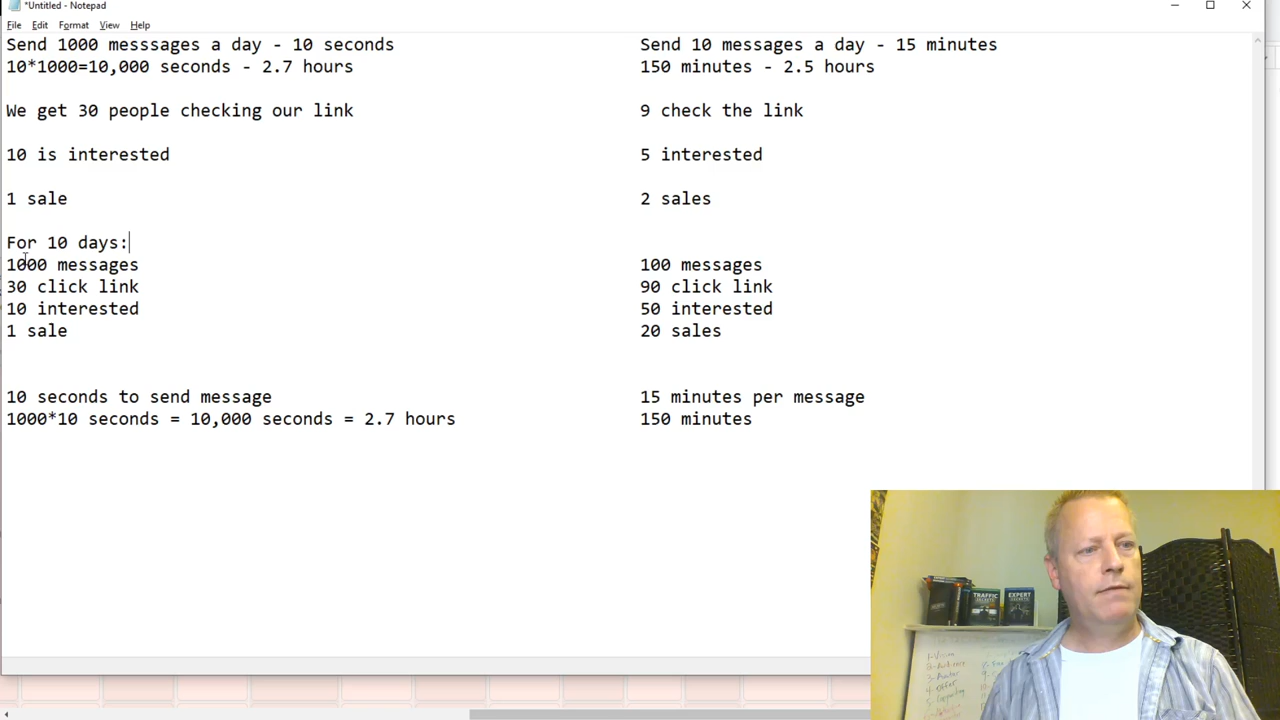 *Untitled - Notepad
File Edit Format View Help
Send 1000 messsages a day - 10 seconds
10*1000=10,000 seconds - 2.7 hours
We get 30 people checking our link
10 is interested
1 sale
For 10 days:
1000 messages
30 click link
10 interested
1 sale
10 seconds to send message
1000*10 seconds = 10,000 seconds = 2.7 hours
Send 10 messages a day - 15 minutes
150 minutes - 2.5 hours
9 check the link
5 interested
2 sales
100 messages
90 click link
50 interested
20 sales
15 minutes per message
150 minutes
TRAFFIC
SECRETS
EXPERT
SECRETS